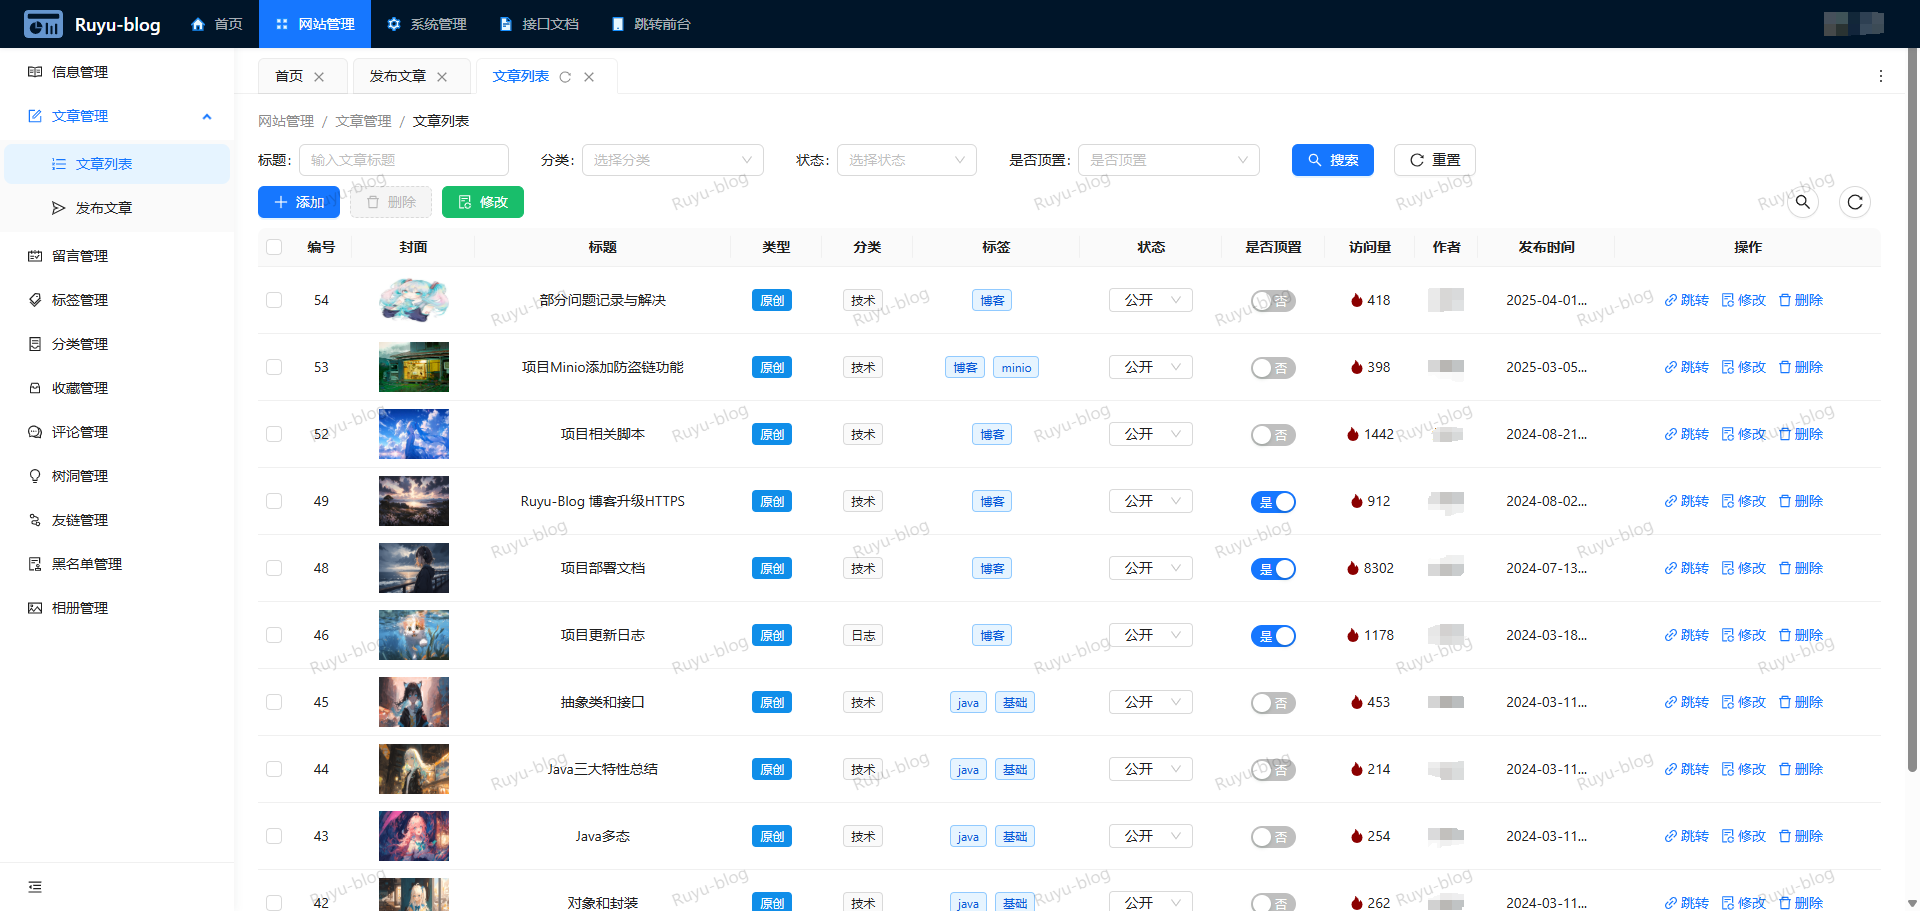 Ruyu-blog 首页 网站管理 系统管理 接口文档 跳转前台
信息管理
文章管理
文章列表
发布文章
留言管理
标签管理
分类管理
收藏管理
评论管理
树洞管理
友链管理
黑名单管理
相册管理
首页 发布文章 文章列表
网站管理 / 文章管理 / 文章列表
标题: 输入文章标题 分类: 选择分类 状态: 选择状态 是否顶置: 是否顶置 搜索 重置
添加 删除 修改
编号 封面 标题 类型 分类 标签 状态 是否顶置 访问量 作者 发布时间 操作
54 部分问题记录与解决 原创 技术 博客 公开 否 418 2025-04-01... 跳转 修改 删除
53 项目Minio添加防盗链功能 原创 技术 博客 minio 公开 否 398 2025-03-05... 跳转 修改 删除
52 项目相关脚本 原创 技术 博客 公开 否 1442 2024-08-21... 跳转 修改 删除
49 Ruyu-Blog 博客升级HTTPS 原创 技术 博客 公开 是 912 2024-08-02... 跳转 修改 删除
48 项目部署文档 原创 技术 博客 公开 是 8302 2024-07-13... 跳转 修改 删除
46 项目更新日志 原创 日志 博客 公开 是 1178 2024-03-18... 跳转 修改 删除
45 抽象类和接口 原创 技术 java 基础 公开 否 453 2024-03-11... 跳转 修改 删除
44 Java三大特性总结 原创 技术 java 基础 公开 否 214 2024-03-11... 跳转 修改 删除
43 Java多态 原创 技术 java 基础 公开 否 254 2024-03-11... 跳转 修改 删除
42 对象和封装 原创 技术 java 基础 公开 否 262 2024-03-11... 跳转 修改 删除